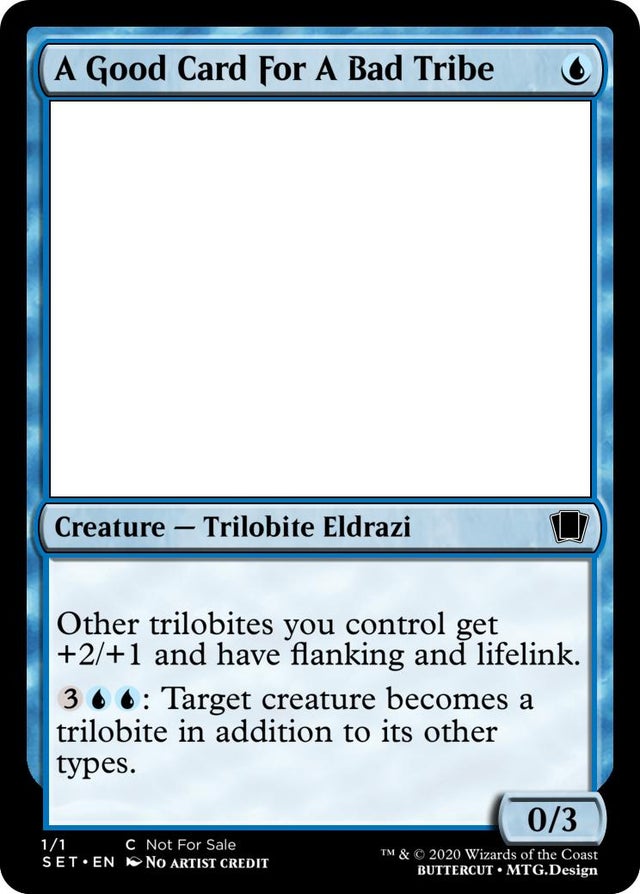 A Good Card For A Bad Tribe
Creature — Trilobite Eldrazi
Other trilobites you control get
+2/+1 and have flanking and lifelink.
3 : Target creature becomes a
trilobite in addition to its other
types.
0/3
1/1 C Not For Sale
SET • EN No ARTIST CREDIT
™ & © 2020 Wizards of the Coast
BUTTERCUT • MTG.Design